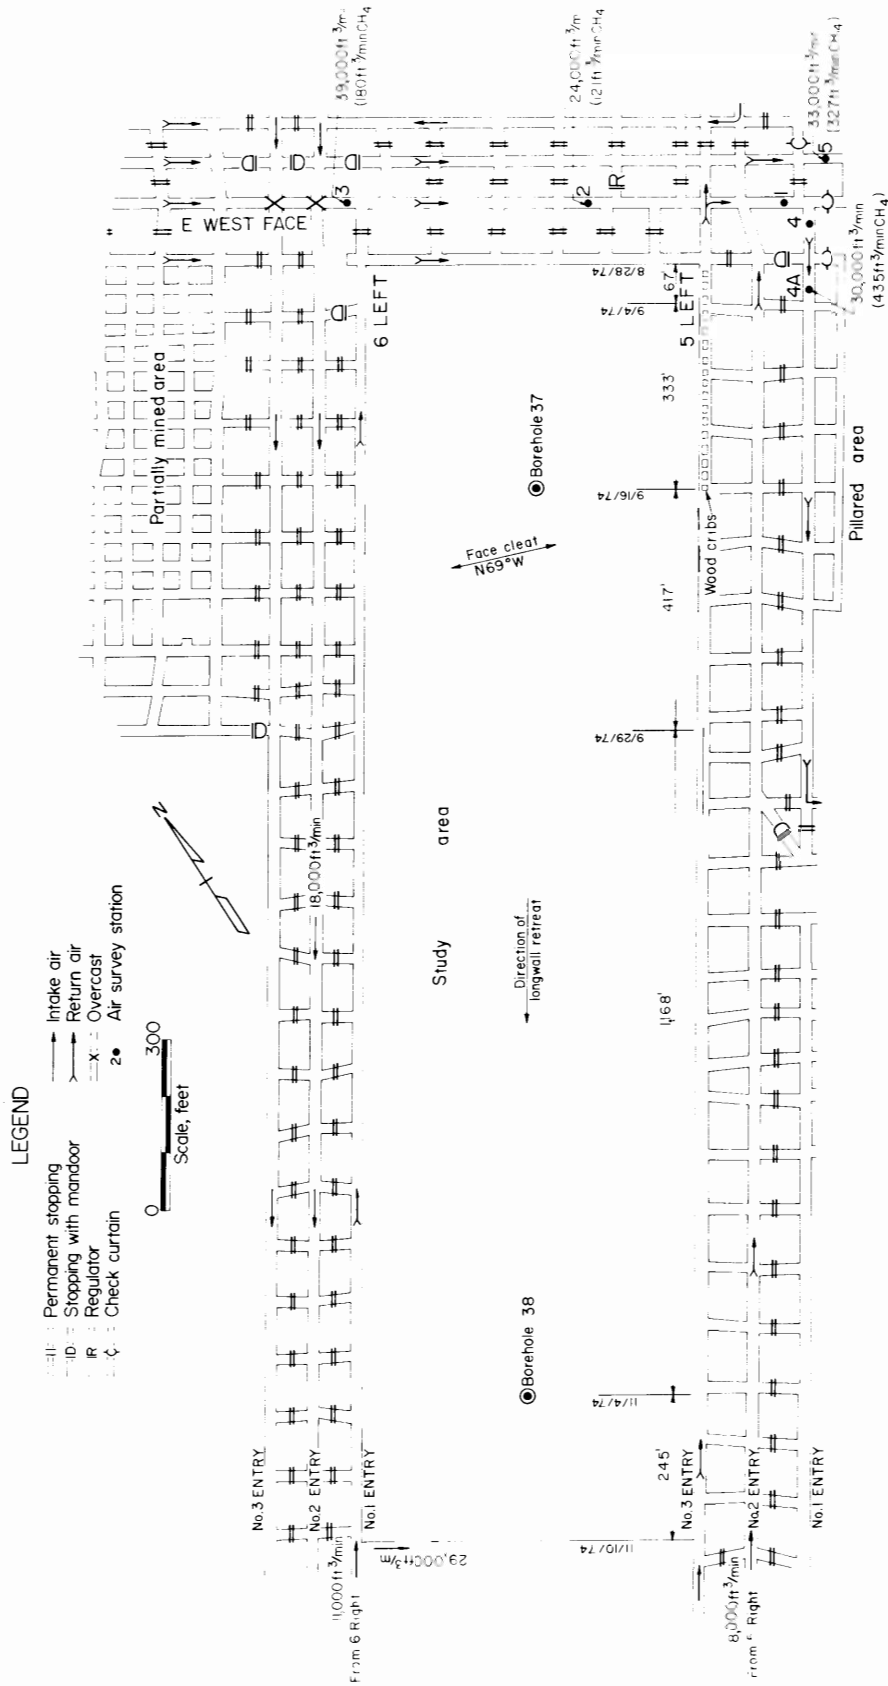 LEGEND
Permanent stopping
Stopping with mandoor
Regulator
Check curtain
Intake air
Return air
Overcast
Air survey station
ID
IR
X
2
0
300
Scale, feet
N
39,000 ft³/m
(180 ft³/min CH4
24,000 ft³/m
(121 ft³/min CH4)
33,000 ft³/min
(327 ft³/min CH4)
30,000 ft³/min
(435 ft³/min CH4)
E WEST FACE
3
2
IR
1
4
4A
5
6 LEFT
5 LEFT
Partially mined area
Pillared area
Borehole 37
Face cleat
N69°W
Wood cribs
8/28/74
67'
9/4/74
333'
9/16/74
417'
9/29/74
1,168'
11/4/74
245'
11/10/74
18,000 ft³/min
Study area
Direction of
longwall retreat
Borehole 38
No.3 ENTRY
No.2 ENTRY
No.1 ENTRY
No.3 ENTRY
No.2 ENTRY
No.1 ENTRY
11,000 ft³/min
From 6 Right
29,000 ft³/m
8,000 ft³/min
Right